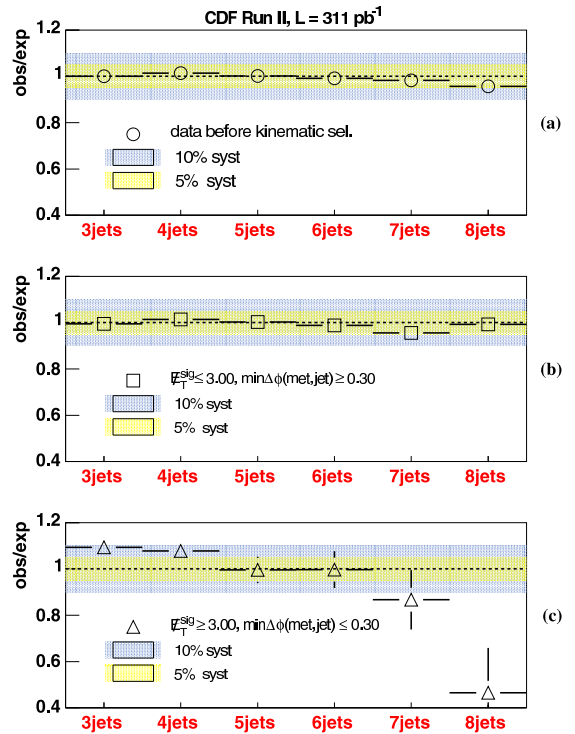 CDF Run II, L = 311 pb⁻¹
obs/exp
1.2
1
0.8
0.6
0.4
data before kinematic sel.
10% syst
5% syst
3jets 4jets 5jets 6jets 7jets 8jets
(a)
obs/exp
1.2
1
0.8
0.6
0.4
E̸_T^sig ≤ 3.00, minΔϕ(met,jet) ≥ 0.30
10% syst
5% syst
3jets 4jets 5jets 6jets 7jets 8jets
(b)
obs/exp
1.2
1
0.8
0.6
0.4
E̸_T^sig ≥ 3.00, minΔϕ(met,jet) ≤ 0.30
10% syst
5% syst
3jets 4jets 5jets 6jets 7jets 8jets
(c)